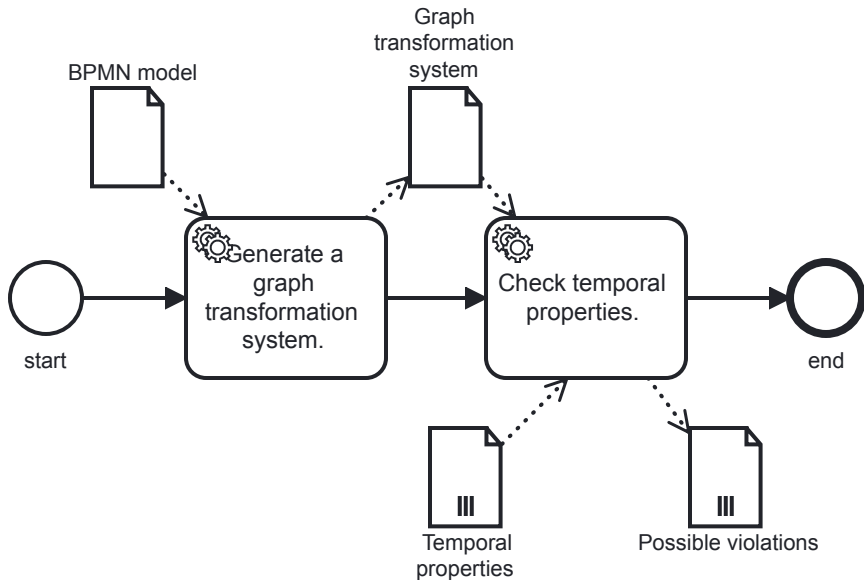 BPMN model
Graph
transformation
system
Generate a
graph
transformation
system.
Check temporal
properties.
start
end
Temporal
properties
Possible violations